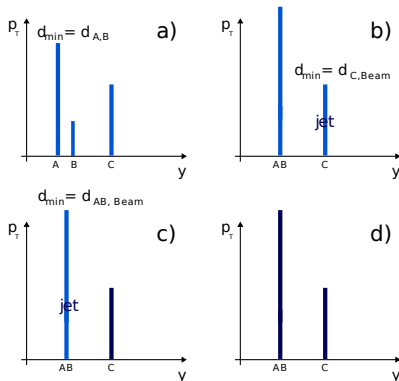 p_T
d_min = d_A,B
a)
A B C
y
p_T
b)
d_min = d_C,Beam
jet
AB C
y
d_min = d_AB, Beam
p_T
c)
jet
AB C
y
p_T
d)
AB C
y